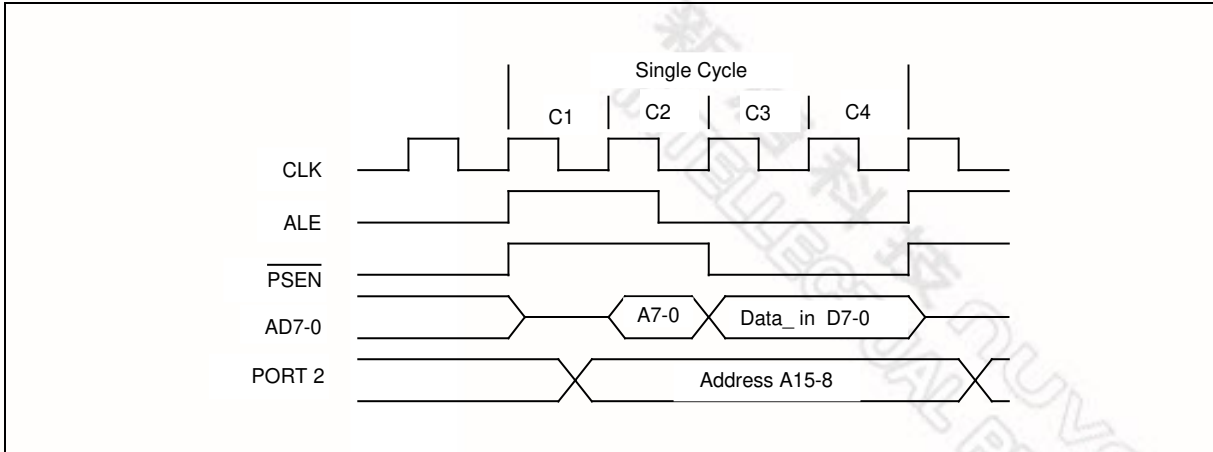 Single Cycle
C1 C2 C3 C4
CLK
ALE
PSEN
A7-0 Data_ in D7-0
AD7-0
PORT 2 Address A15-8